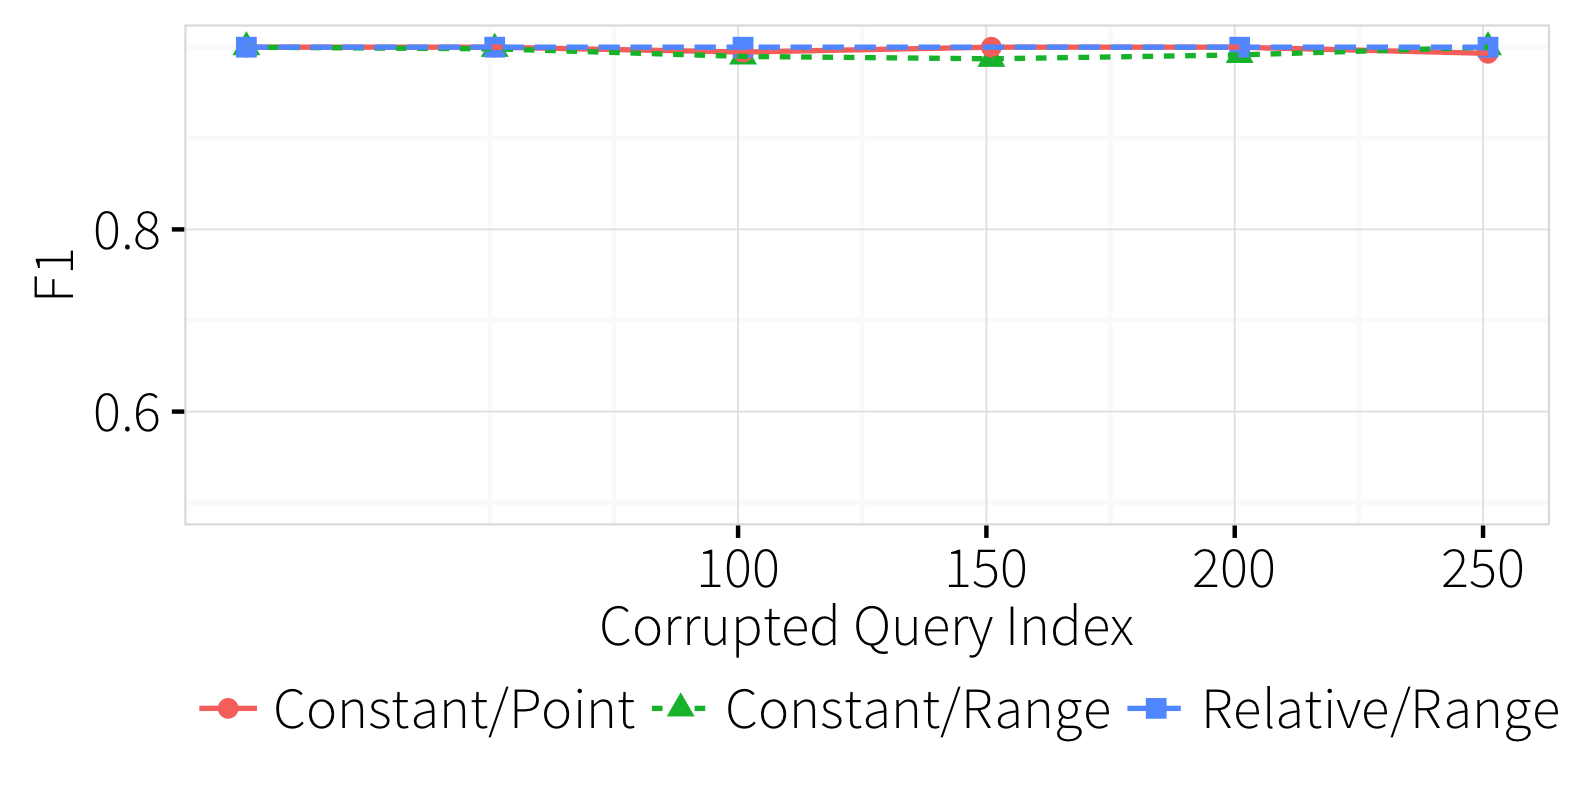 F1
0.8
0.6
100 150 200 250
Corrupted Query Index
Constant/Point Constant/Range Relative/Range